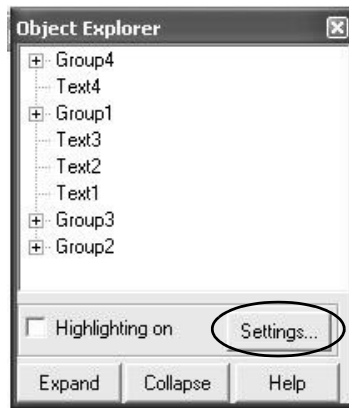 Object Explorer
Group4
Text4
Group1
Text3
Text2
Text1
Group3
Group2
Highlighting on Settings...
Expand Collapse Help